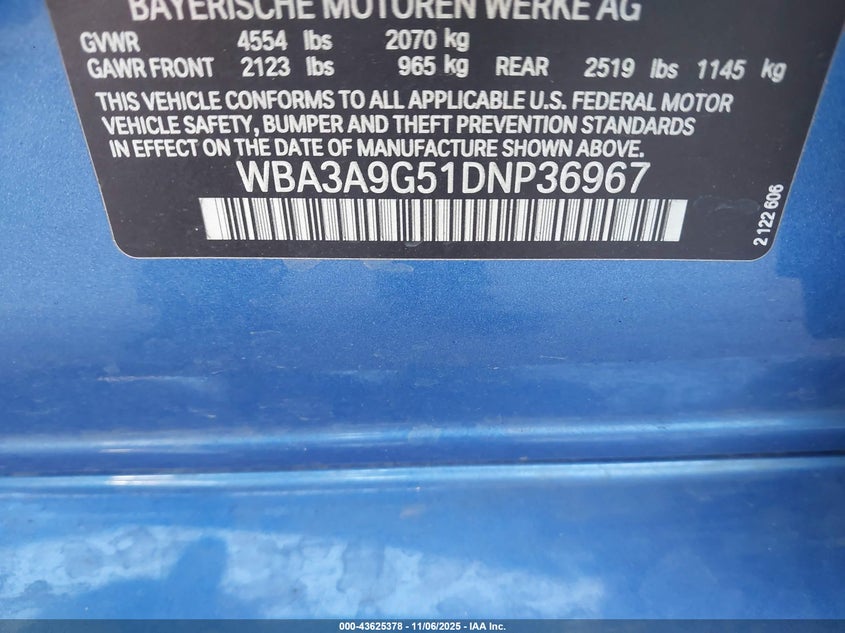 BAYERISCHE MOTOREN WERKE AG
GVWR 4554 lbs 2070 kg
GAWR FRONT 2123 lbs 965 kg REAR 2519 lbs 1145 kg
THIS VEHICLE CONFORMS TO ALL APPLICABLE U.S. FEDERAL MOTOR
VEHICLE SAFETY, BUMPER AND THEFT PREVENTION STANDARDS
IN EFFECT ON THE DATE OF MANUFACTURE SHOWN ABOVE.
WBA3A9G51DNP36967
2 122 606
000-43625378 - 11/06/2025 - IAA Inc.